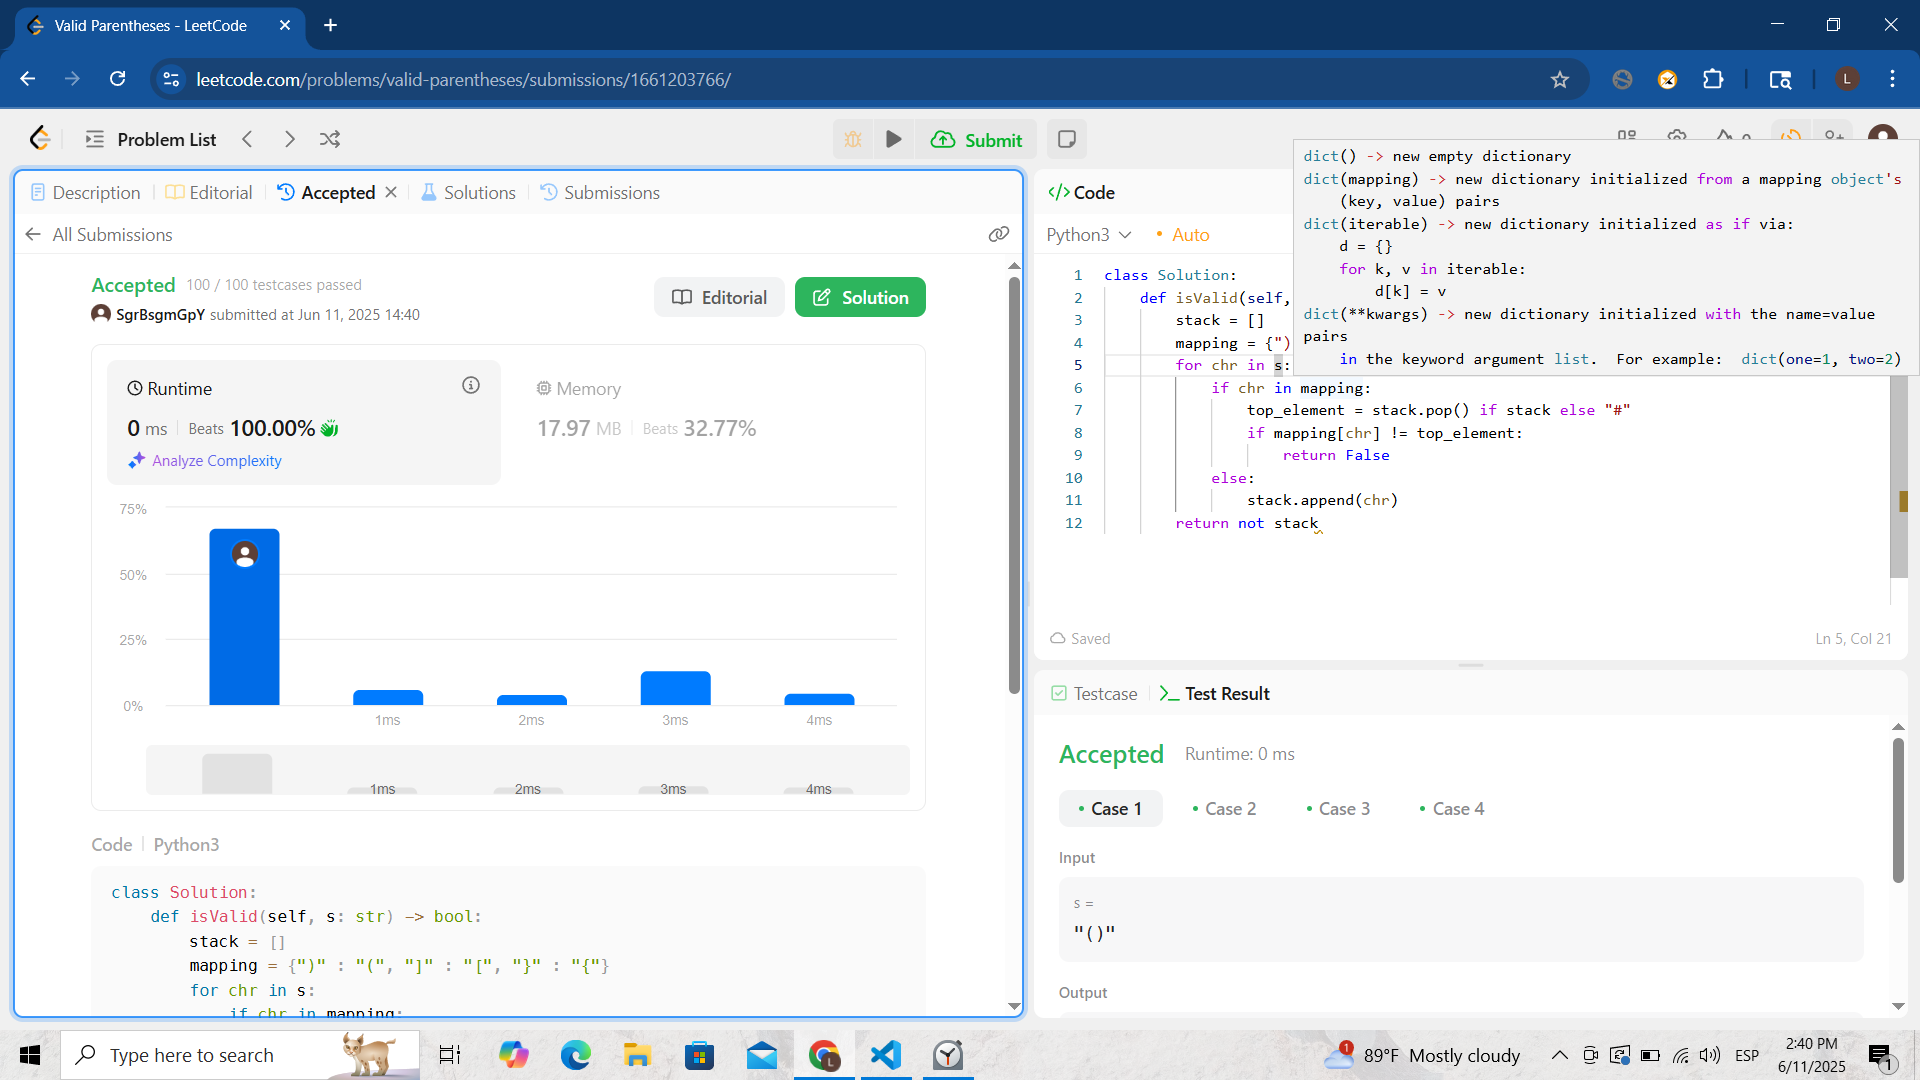 Valid Parentheses - LeetCode
leetcode.com/problems/valid-parentheses/submissions/1661203766/
L
Problem List
Submit
Description
Editorial
Accepted
Solutions
Submissions
All Submissions
Accepted 100 / 100 testcases passed
SgrBsgmGpY submitted at Jun 11, 2025 14:40
Editorial
Solution
Runtime
0 ms Beats 100.00%
Analyze Complexity
Memory
17.97 MB Beats 32.77%
75%
50%
25%
0%
1ms 2ms 3ms 4ms
1ms 2ms 3ms 4ms
Code Python3
class Solution:
def isValid(self, s: str) -> bool:
stack = []
mapping = {")" : "(", "]" : "[", "}" : "{"}
for chr in s:
if chr in mapping:
Code
Python3 • Auto
1 class Solution:
2 def isValid(self,
3 stack = []
4 mapping = {")
5 for chr in s:
6 if chr in mapping:
7 top_element = stack.pop() if stack else "#"
8 if mapping[chr] != top_element:
9 return False
10 else:
11 stack.append(chr)
12 return not stack
dict() -> new empty dictionary
dict(mapping) -> new dictionary initialized from a mapping object's
(key, value) pairs
dict(iterable) -> new dictionary initialized as if via:
d = {}
for k, v in iterable:
d[k] = v
dict(**kwargs) -> new dictionary initialized with the name=value
pairs
in the keyword argument list. For example: dict(one=1, two=2)
Saved
Ln 5, Col 21
Testcase
Test Result
Accepted Runtime: 0 ms
• Case 1 • Case 2 • Case 3 • Case 4
Input
s =
"()"
Output
Type here to search
L
1
89°F Mostly cloudy
ESP
2:40 PM
6/11/2025
1